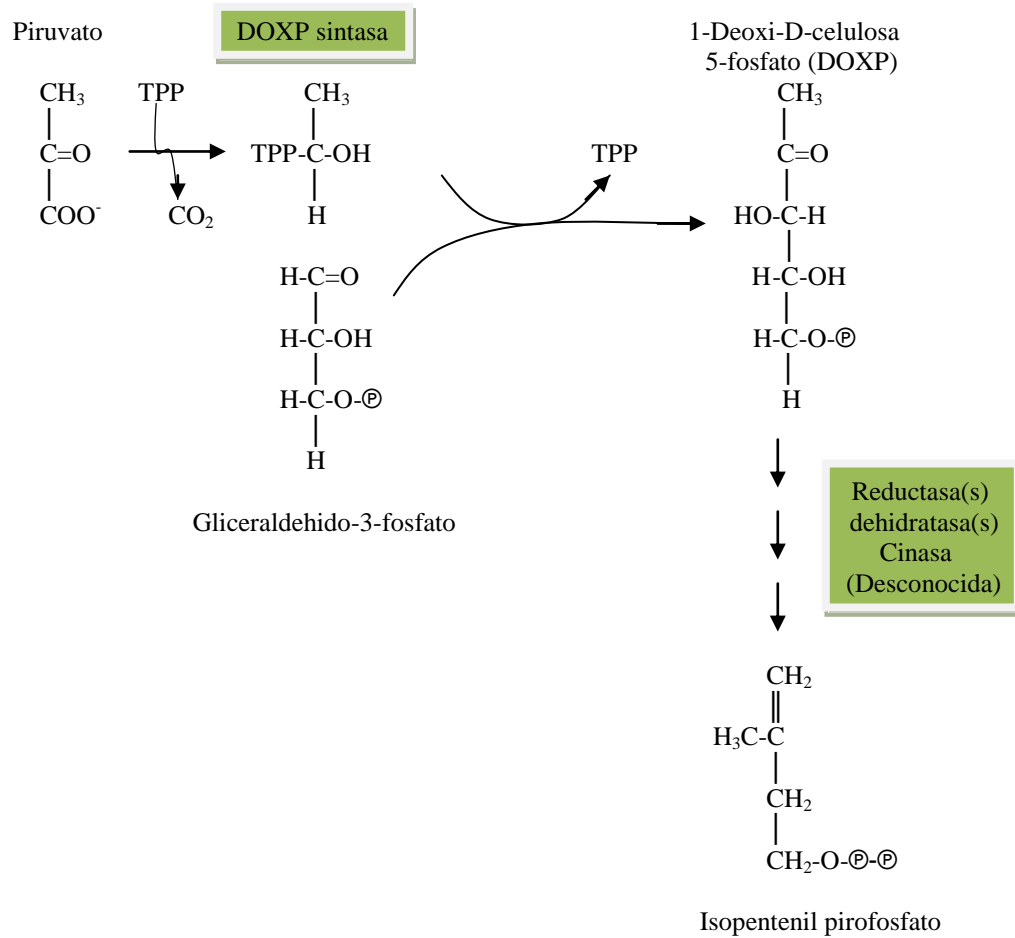 Piruvato
DOXP sintasa
1-Deoxi-D-celulosa
5-fosfato (DOXP)
CH₃
TPP
CH₃
CH₃
C=O
TPP-C-OH
TPP
C=O
COO⁻
CO₂
H
HO-C-H
H-C=O
H-C-OH
H-C-OH
H-C-O-Ⓟ
H-C-O-Ⓟ
H
H
Gliceraldehido-3-fosfato
Reductasa(s)
dehidratasa(s)
Cinasa
(Desconocida)
CH₂
H₃C-C
CH₂
CH₂-O-Ⓟ-Ⓟ
Isopentenil pirofosfato